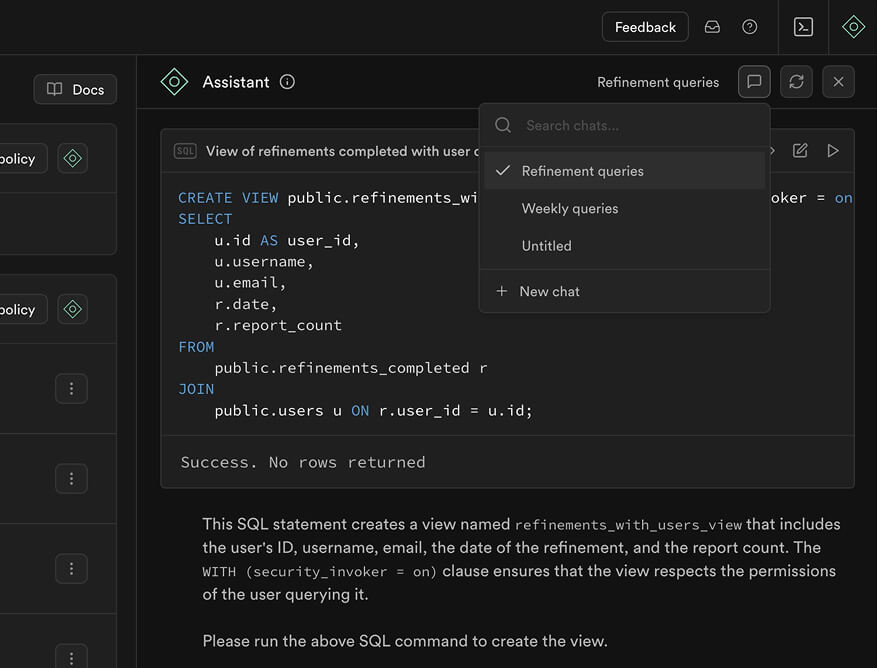 Feedback
Docs
Assistant
Refinement queries
Search chats...
policy
SQL View of refinements completed with user
Refinement queries
CREATE VIEW public.refinements_wi oker = on
Weekly queries
SELECT
u.id AS user_id,
Untitled
u.username,
u.email,
New chat
r.date,
policy
r.report_count
FROM
public.refinements_completed r
JOIN
public.users u ON r.user_id = u.id;
Success. No rows returned
This SQL statement creates a view named refinements_with_users_view that includes
the user's ID, username, email, the date of the refinement, and the report count. The
WITH (security_invoker = on) clause ensures that the view respects the permissions
of the user querying it.
Please run the above SQL command to create the view.